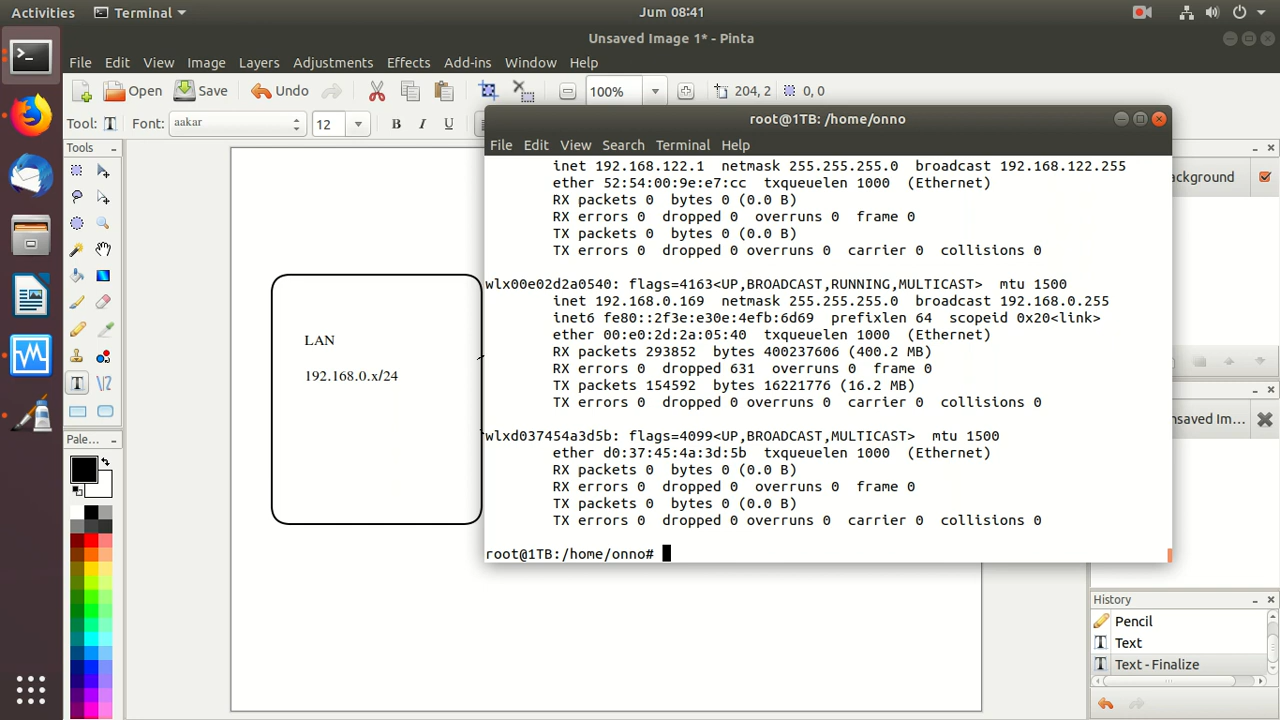 Activities Terminal Jum 08:41
Unsaved Image 1* - Pinta
File Edit View Image Layers Adjustments Effects Add-ins Window Help
Open Save Undo 100% 204, 2 0, 0
Tool: T Font: aakar 12 B I U
Tools
root@1TB: /home/onno
File Edit View Search Terminal Help
inet 192.168.122.1 netmask 255.255.255.0 broadcast 192.168.122.255
ether 52:54:00:9e:e7:cc txqueuelen 1000 (Ethernet)
RX packets 0 bytes 0 (0.0 B)
RX errors 0 dropped 0 overruns 0 frame 0
TX packets 0 bytes 0 (0.0 B)
TX errors 0 dropped 0 overruns 0 carrier 0 collisions 0
wlx00e02d2a0540: flags=4163<UP,BROADCAST,RUNNING,MULTICAST> mtu 1500
inet 192.168.0.169 netmask 255.255.255.0 broadcast 192.168.0.255
inet6 fe80::2f3e:e30e:4efb:6d69 prefixlen 64 scopeid 0x20<link>
ether 00:e0:2d:2a:05:40 txqueuelen 1000 (Ethernet)
RX packets 293852 bytes 400237606 (400.2 MB)
RX errors 0 dropped 631 overruns 0 frame 0
TX packets 154592 bytes 16221776 (16.2 MB)
TX errors 0 dropped 0 overruns 0 carrier 0 collisions 0
wlxd037454a3d5b: flags=4099<UP,BROADCAST,MULTICAST> mtu 1500
ether d0:37:45:4a:3d:5b txqueuelen 1000 (Ethernet)
RX packets 0 bytes 0 (0.0 B)
RX errors 0 dropped 0 overruns 0 frame 0
TX packets 0 bytes 0 (0.0 B)
TX errors 0 dropped 0 overruns 0 carrier 0 collisions 0
root@1TB:/home/onno#
LAN
192.168.0.x/24
ackground
nsaved Im...
Pale...
History
Pencil
Text
Text - Finalize